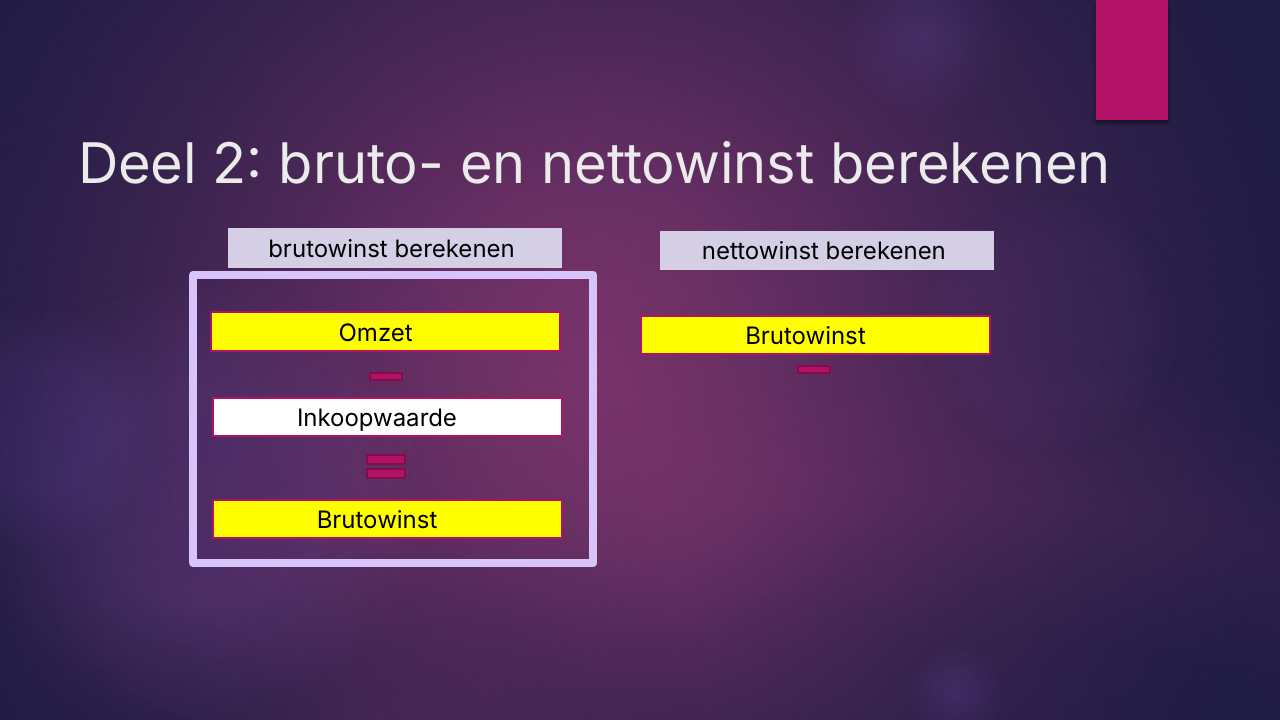 Deel 2: bruto- en nettowinst berekenen
brutowinst berekenen
Omzet
Inkoopwaarde
Brutowinst
nettowinst berekenen
Brutowinst